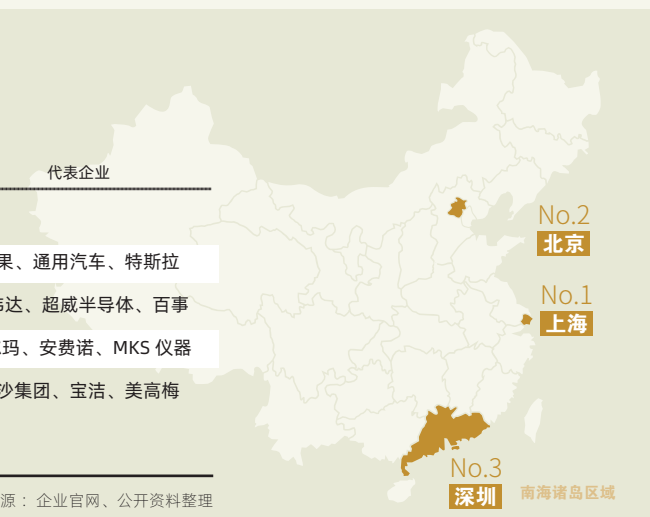 代表企业
果、通用汽车、特斯拉
达、超威半导体、百事
玛、安费诺、MKS 仪器
沙集团、宝洁、美高梅
源：企业官网、公开资料整理
No.2
北京
No.1
上海
No.3
深圳
南海诸岛区域